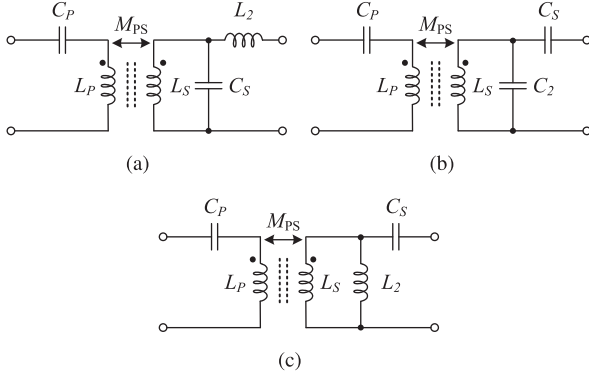 C_P M_PS L_2
L_P L_S C_S
(a)
C_P M_PS C_S
L_P L_S C_2
(b)
C_P M_PS C_S
L_P L_S L_2
(c)